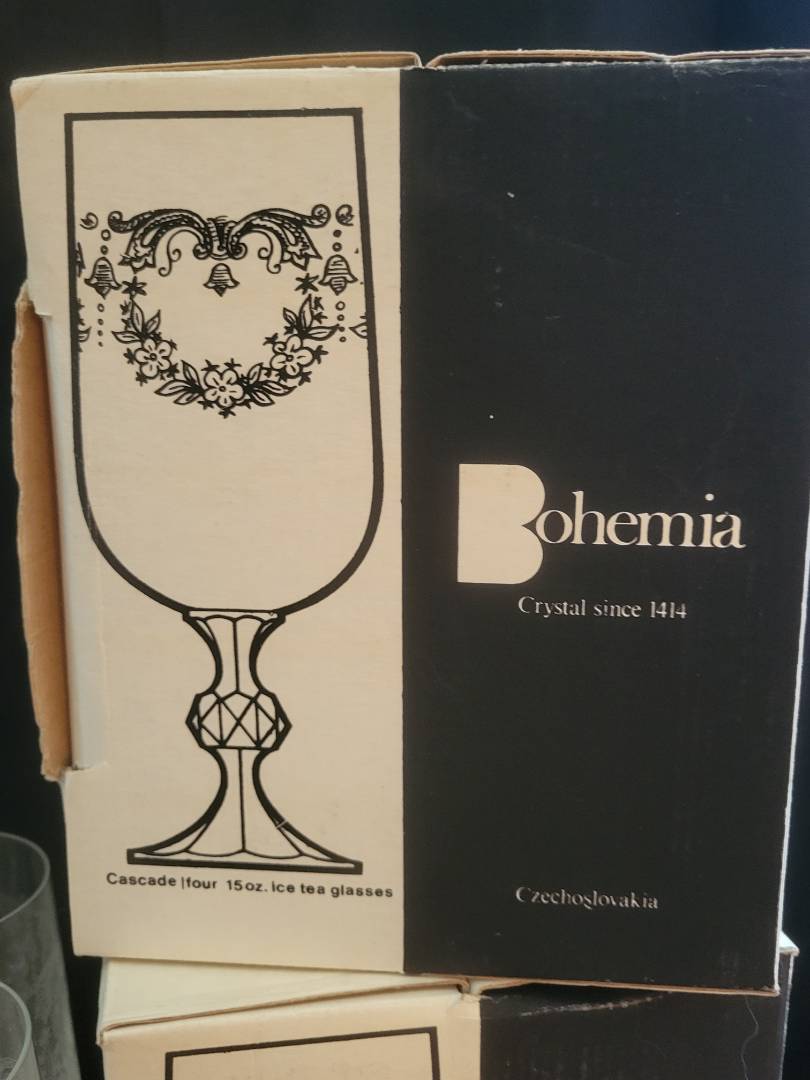 Cascade | four 15 oz. ice tea glasses
Bohemia
Crystal since 1414
Czechoslovakia